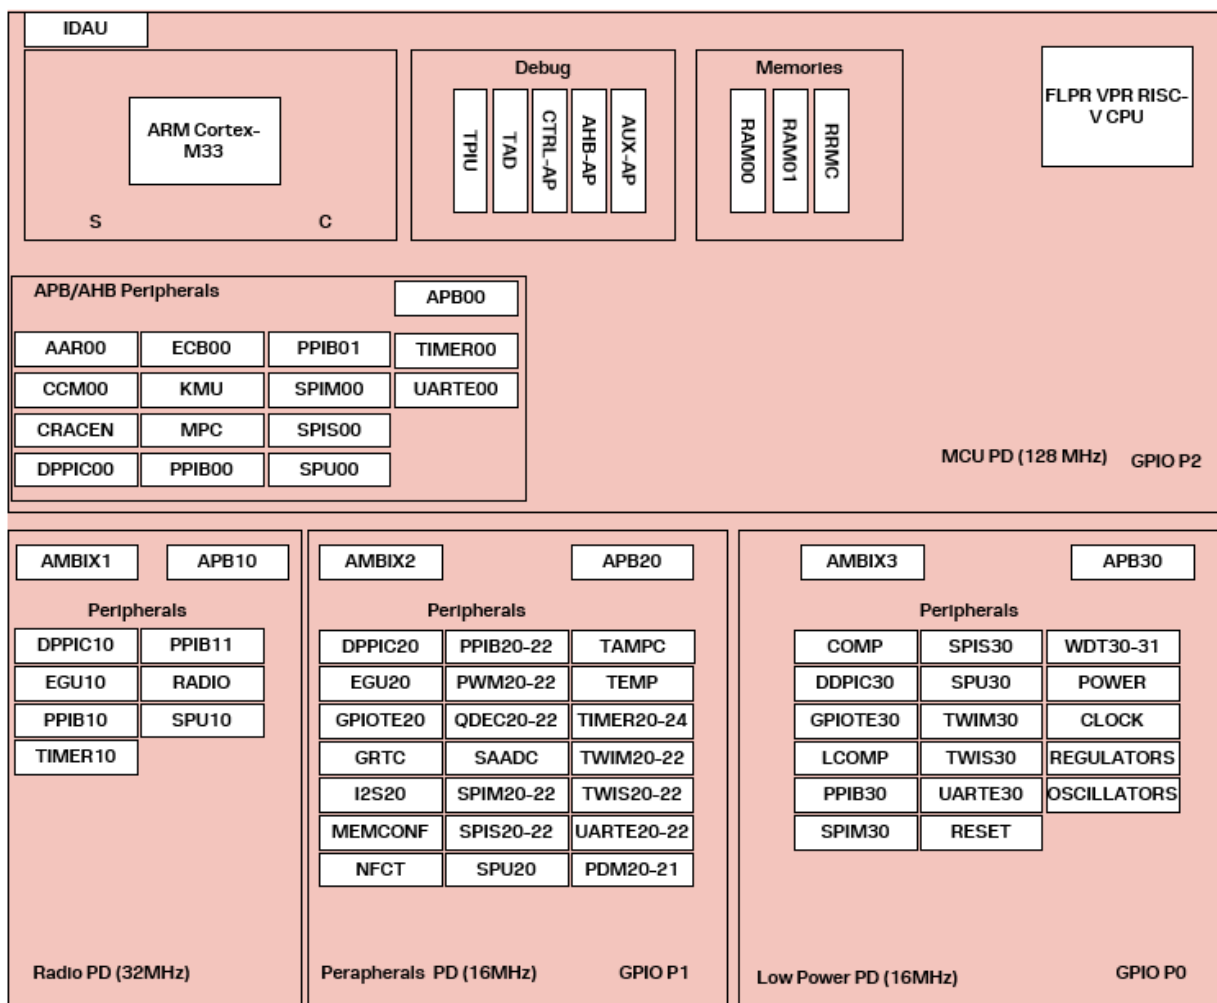 IDAU
ARM Cortex-
M33
S
C
Debug
TPIU
TAD
CTRL-AP
AHB-AP
AUX-AP
Memories
RAM00
RAM01
RRMC
FLPR VPR RISC-
V CPU
APB/AHB Peripherals
APB00
AAR00
ECB00
PPIB01
TIMER00
CCM00
KMU
SPIM00
UARTE00
CRACEN
MPC
SPIS00
DPPIC00
PPIB00
SPU00
MCU PD (128 MHz)
GPIO P2
AMBIX1
APB10
Peripherals
DPPIC10
PPIB11
EGU10
RADIO
PPIB10
SPU10
TIMER10
Radio PD (32MHz)
AMBIX2
APB20
Peripherals
DPPIC20
PPIB20-22
TAMPC
EGU20
PWM20-22
TEMP
GPIOTE20
QDEC20-22
TIMER20-24
GRTC
SAADC
TWIM20-22
I2S20
SPIM20-22
TWIS20-22
MEMCONF
SPIS20-22
UARTE20-22
NFCT
SPU20
PDM20-21
Perapherals PD (16MHz)
GPIO P1
AMBIX3
APB30
Peripherals
COMP
SPIS30
WDT30-31
DDPIC30
SPU30
POWER
GPIOTE30
TWIM30
CLOCK
LCOMP
TWIS30
REGULATORS
PPIB30
UARTE30
OSCILLATORS
SPIM30
RESET
Low Power PD (16MHz)
GPIO P0